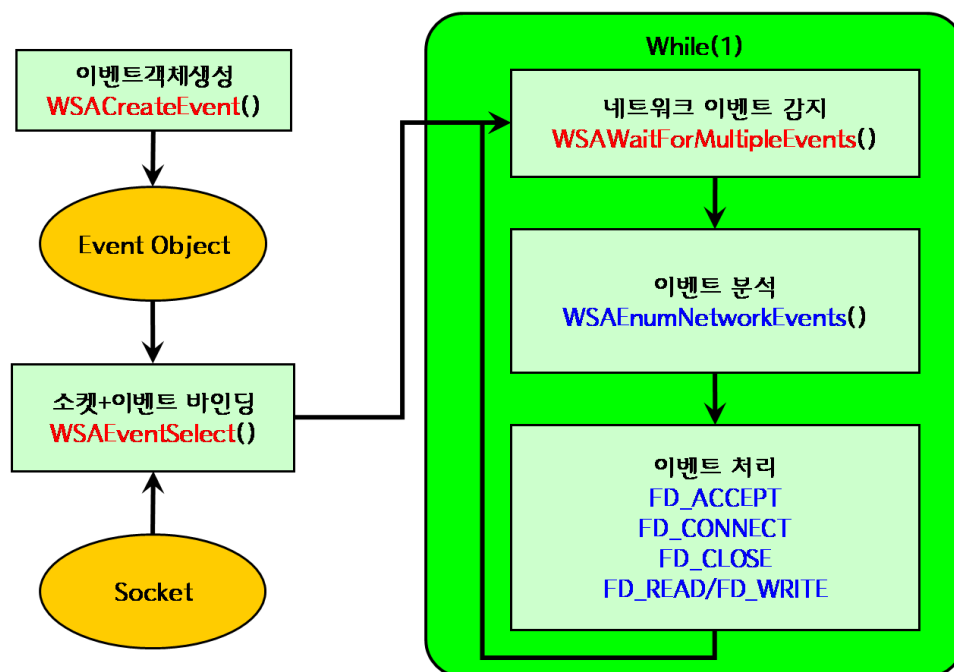 이벤트객체생성
WSACreateEvent()
Event Object
소켓+이벤트 바인딩
WSAEventSelect()
Socket
While(1)
네트워크 이벤트 감지
WSAWaitForMultipleEvents()
이벤트 분석
WSAEnumNetworkEvents()
이벤트 처리
FD_ACCEPT
FD_CONNECT
FD_CLOSE
FD_READ/FD_WRITE